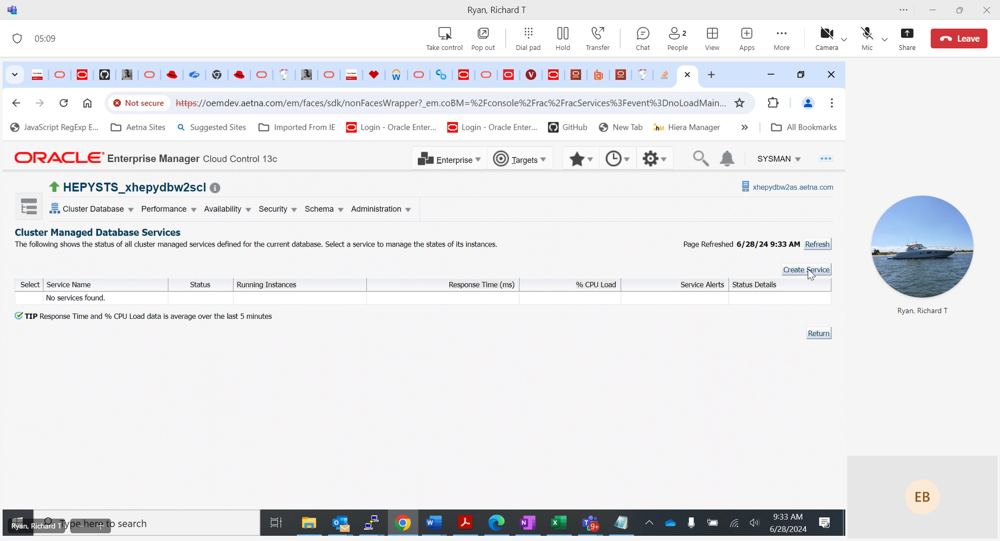 Ryan, Richard T
05:09
Take control
Pop out
Dial pad
Hold
Transfer
Chat
2
People
View
Apps
More
Camera
Mic
Share
Leave
Not secure
https://oemdev.aetna.com/em/faces/sdk/nonFacesWrapper?_em.coBM=%2Fconsole%2Frac%2FracServices%3Fevent%3DnoLoadMain...
JavaScript RegExp E...
Aetna Sites
Suggested Sites
Imported From IE
Login - Oracle Enter...
Login - Oracle Enter...
GitHub
New Tab
Hiera Manager
»
All Bookmarks
ORACLE Enterprise Manager Cloud Control 13c
Enterprise
Targets
SYSMAN
HEPYSTS_xhepydbw2scl
xhepydbw2as.aetna.com
Cluster Database
Performance
Availability
Security
Schema
Administration
Cluster Managed Database Services
The following shows the status of all cluster managed services defined for the current database. Select a service to manage the states of its instances.
Page Refreshed 6/28/24 9:33 AM
Refresh
Create Service
Select
Service Name
Status
Running Instances
Response Time (ms)
% CPU Load
Service Alerts
Status Details
No services found.
TIP Response Time and % CPU Load data is average over the last 5 minutes
Return
Ryan, Richard T
EB
Ryan, Richard T
Type here to search
9+
9:33 AM
6/28/2024